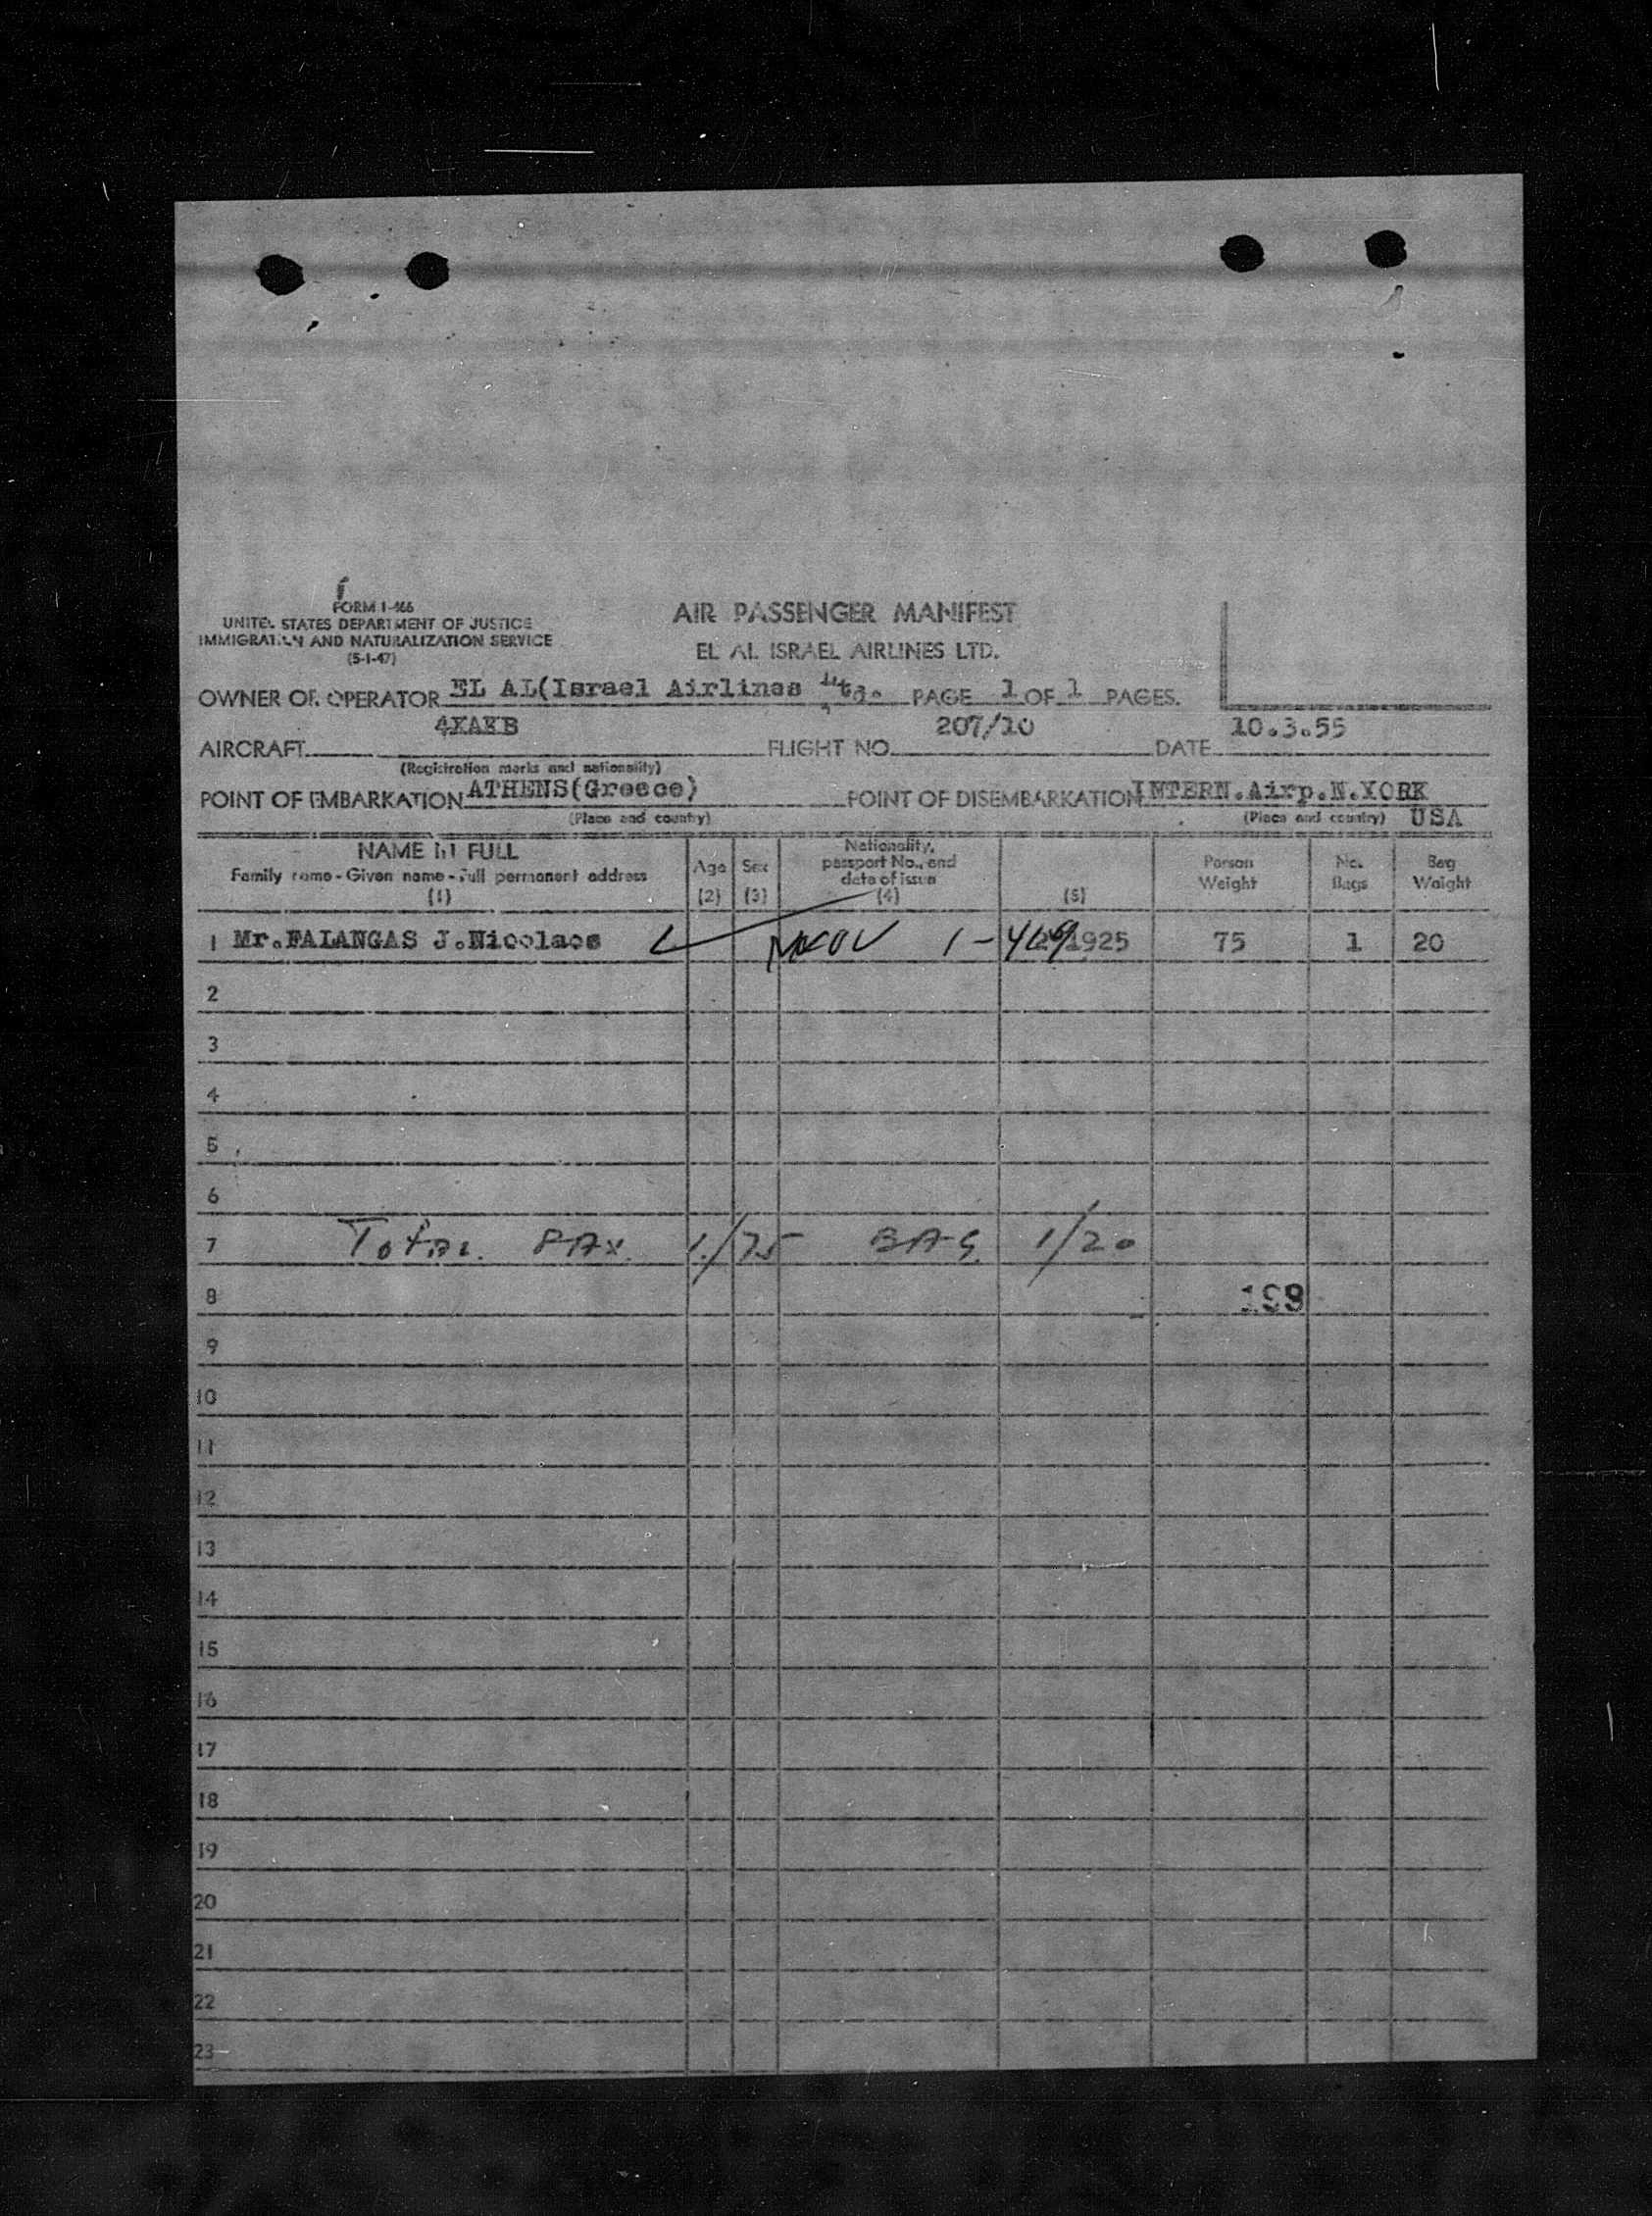 FORM I-466
UNITED STATES DEPARTMENT OF JUSTICE
IMMIGRATION AND NATURALIZATION SERVICE
(5-1-47)
AIR PASSENGER MANIFEST
EL AL ISRAEL AIRLINES LTD.
OWNER OR OPERATOR EL AL(Israel Airlines Ltd. PAGE 1 OF 1 PAGES.
AIRCRAFT 4XAKB FLIGHT NO. 207/10 DATE 10.3.55
(Registration marks and nationality)
POINT OF EMBARKATION ATHENS(Greece) POINT OF DISEMBARKATION INTERN.Airp.N.YORK
(Place and country) (Place and country) USA
NAME IN FULL
Family name - Given name - Full permanent address
(1)
Age
(2)
Sex
(3)
Nationality,
passport No., and
date of issue
(4)
(5)
Person
Weight
No.
Bags
Bag
Weight
1 Mr.FALANGAS J.Nicolaos 1925 75 1 20
2
3
4
5
6
7 Total PAX. 1/75 BAG 1/20
8 199
9
10
11
12
13
14
15
16
17
18
19
20
21
22
23